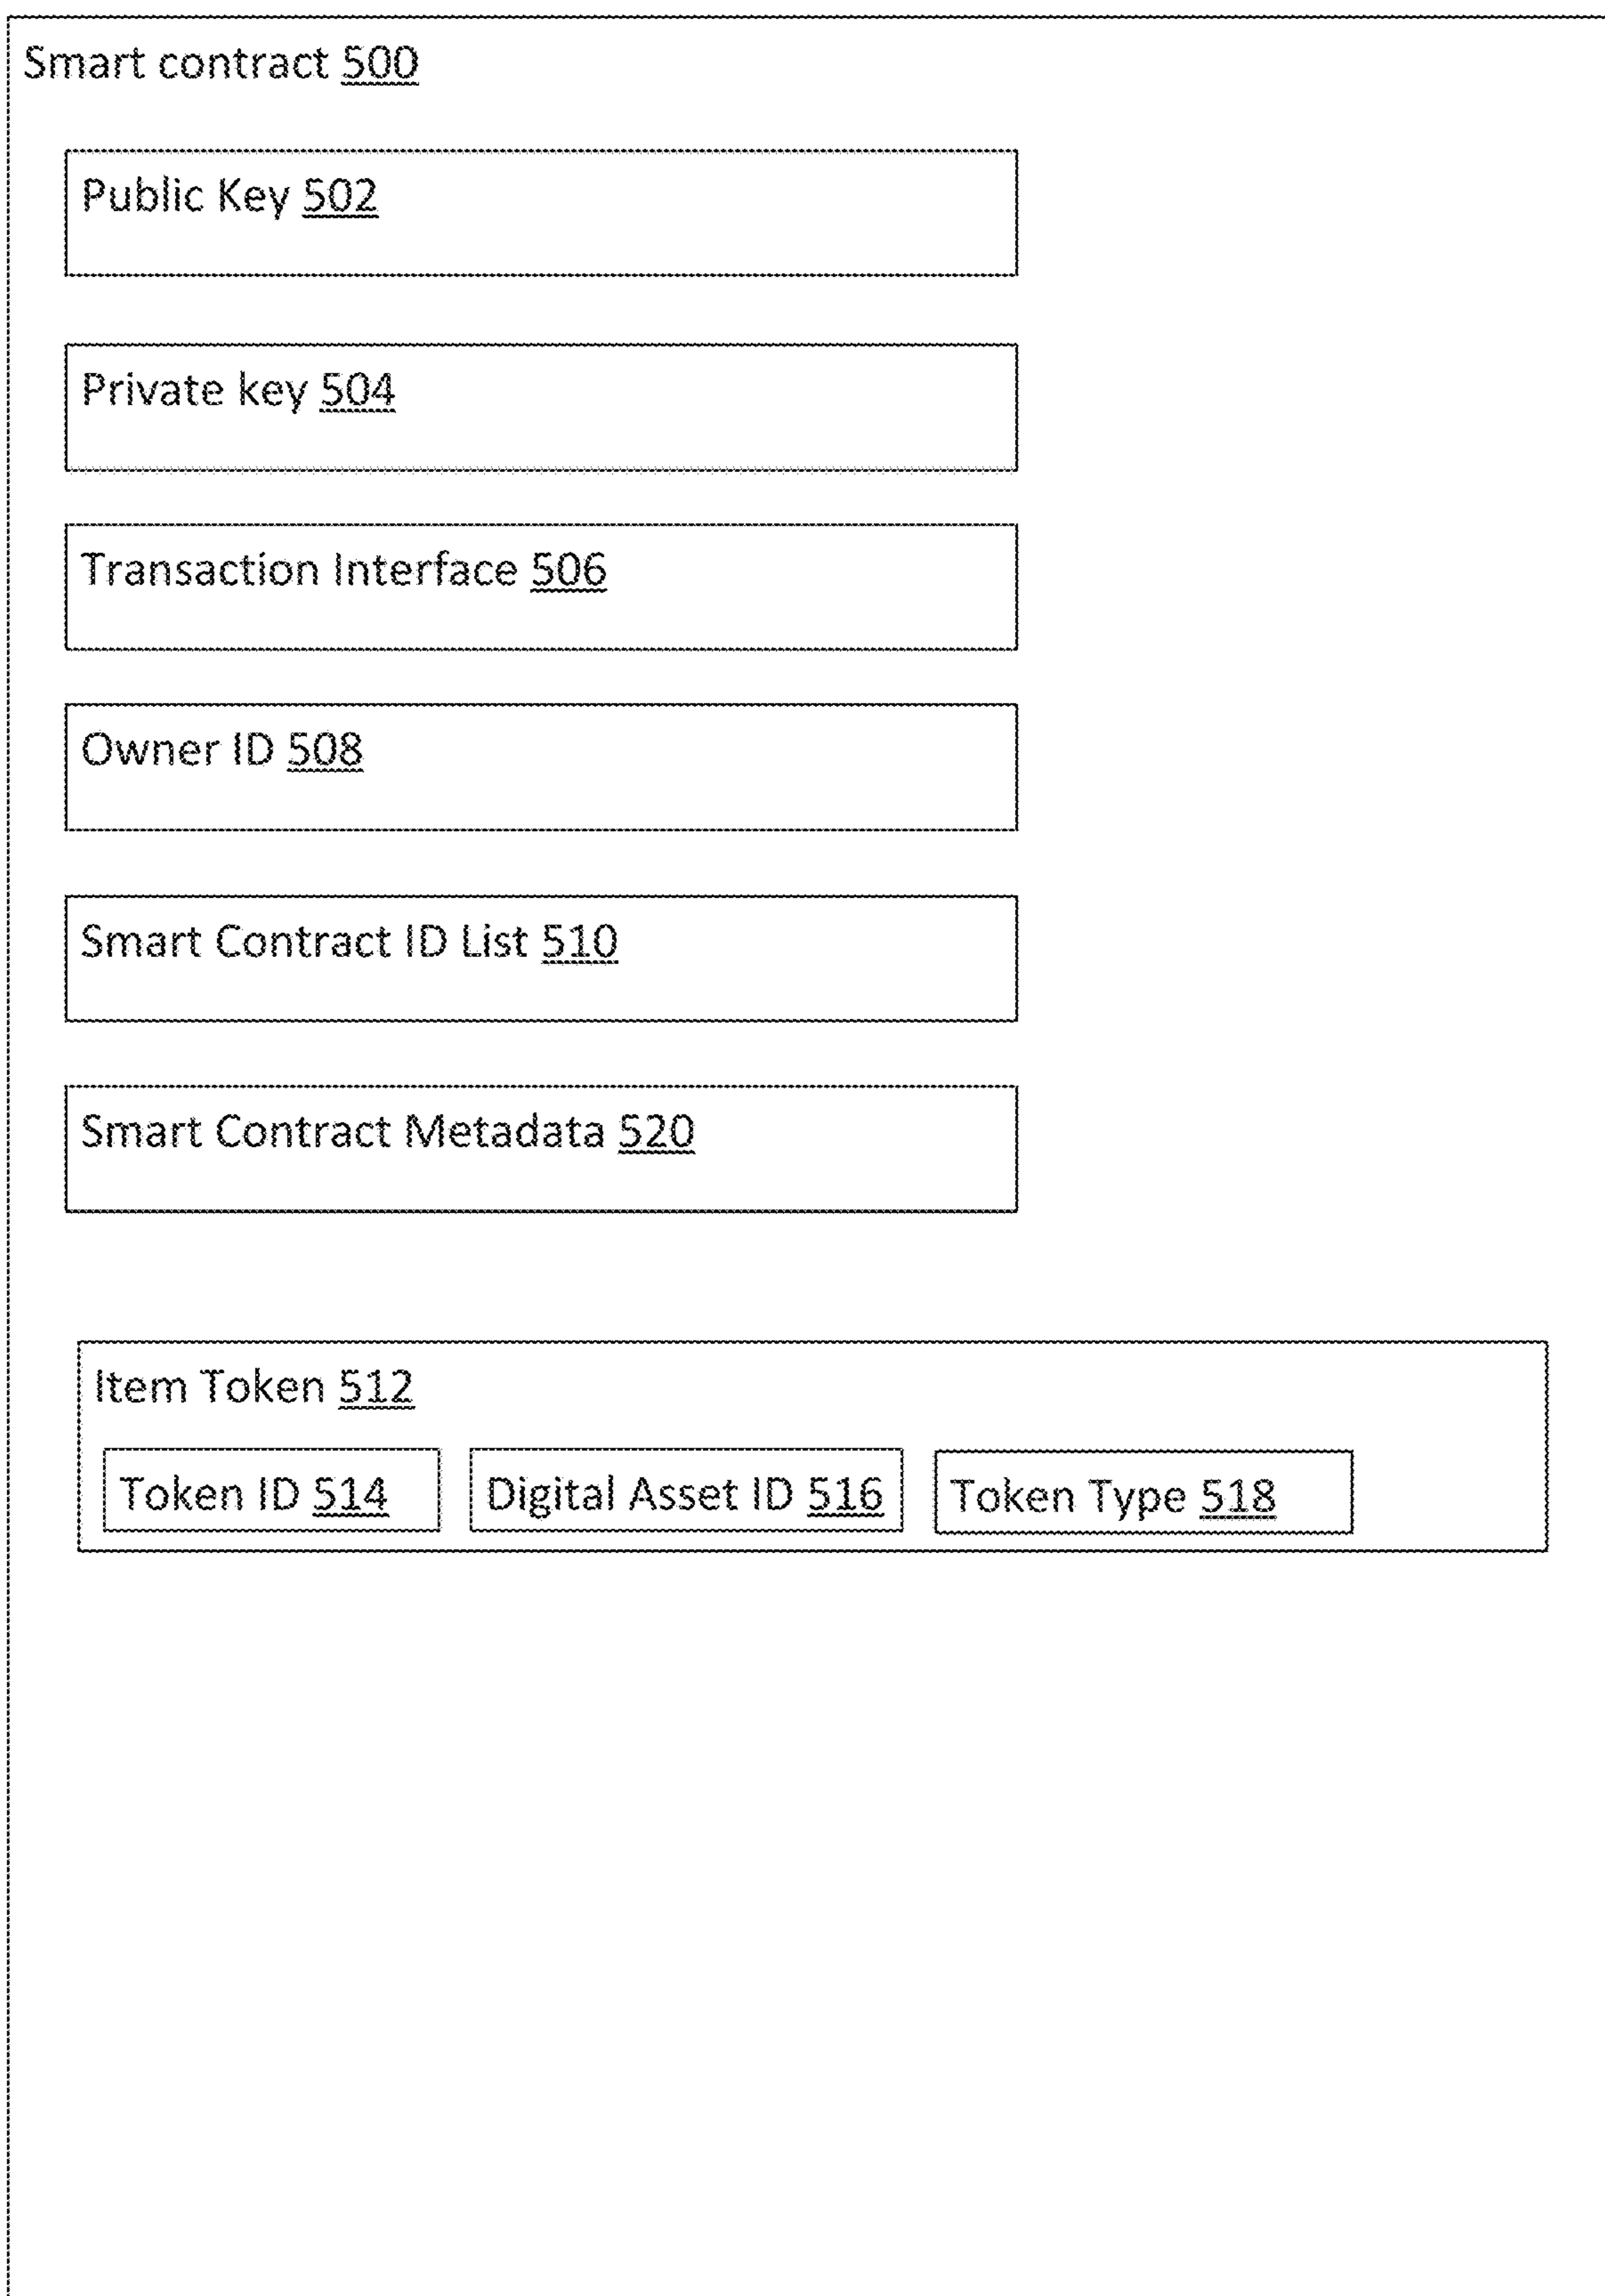 Smart contract 500
Public Key 502
Private key 504
Transaction Interface 506
Owner ID 508
Smart Contract ID List 510
Smart Contract Metadata 520
Item Token 512
Token ID 514 Digital Asset ID 516 Token Type 518